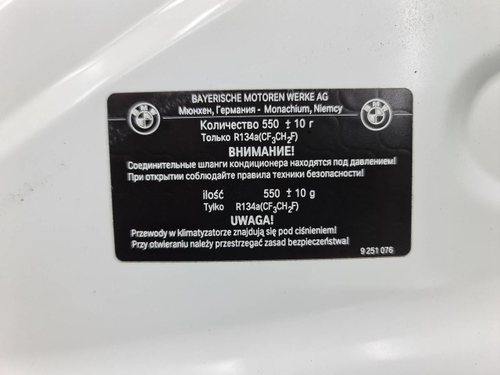 BAYERISCHE MOTOREN WERKE AG
Мюнхен, Германия - Monachium, Niemcy
Количество 550 ± 10 г
Только R134a(CF3CH2F)
ВНИМАНИЕ!
Соединительные шланги кондиционера находятся под давлением!
При открытии соблюдайте правила техники безопасности!
ilość 550 ± 10 g
Tylko R134a(CF3CH2F)
UWAGA!
Przewody w klimatyzatorze znajdują się pod ciśnieniem!
Przy otwieraniu należy przestrzegać zasad bezpieczeństwa!
9 251 076